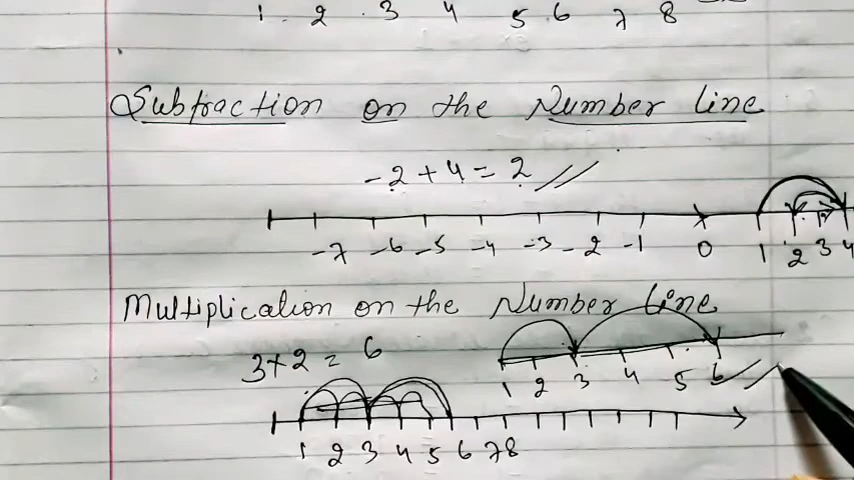 1 2 3 4 5 6 7 8
Subtraction on the Number line
-2 + 4 = 2
-7 -6 -5 -4 -3 -2 -1 0 1 2 3 4
Multiplication on the Number line
3×2 = 6
1 2 3 4 5 6
1 2 3 4 5 6 7 8